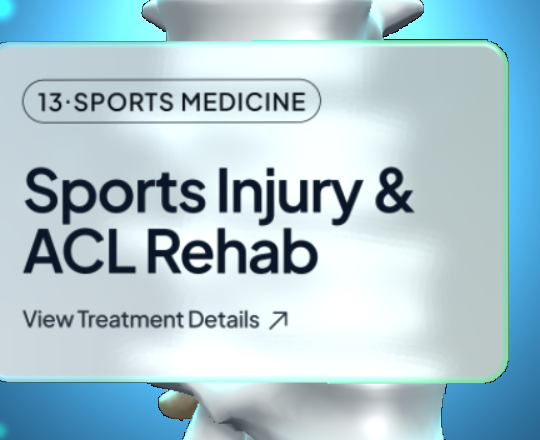 13·SPORTS MEDICINE
Sports Injury &
ACL Rehab
View Treatment Details ↗